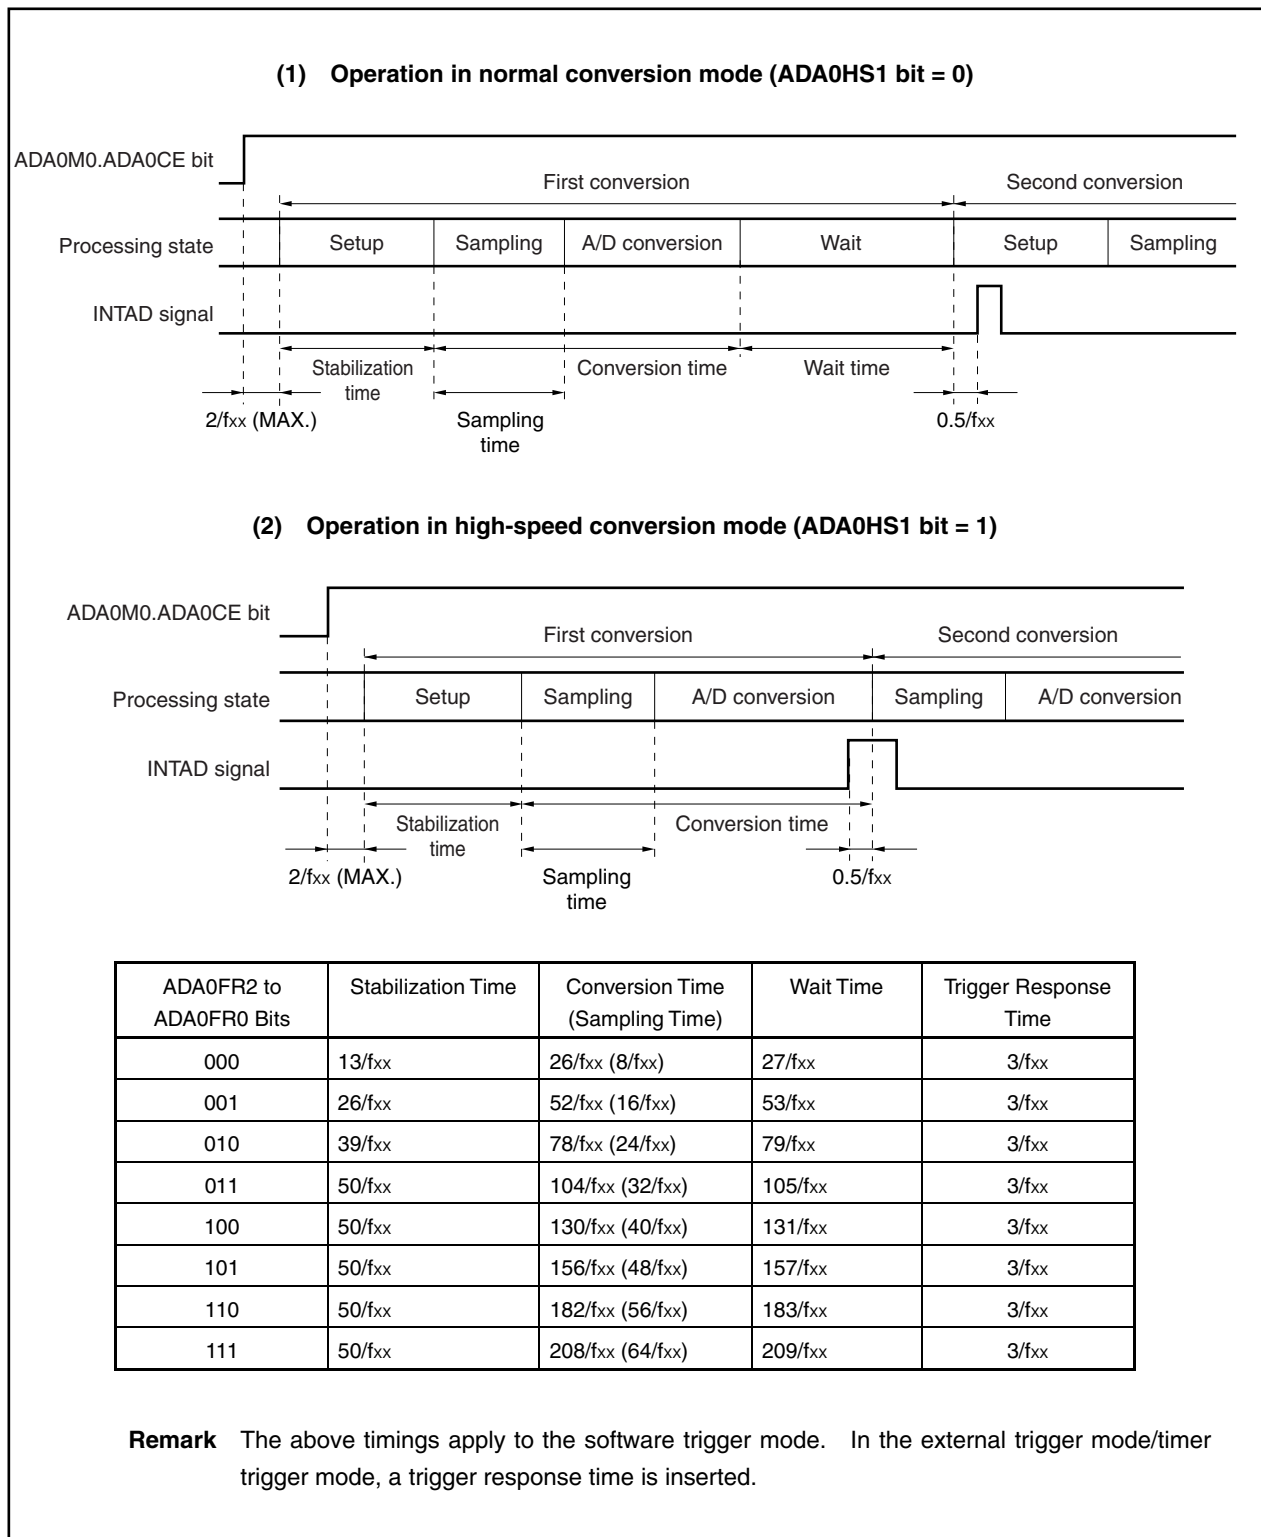 (1) Operation in normal conversion mode (ADA0HS1 bit = 0)
ADA0M0.ADA0CE bit
First conversion
Second conversion
Processing state
Setup
Sampling
A/D conversion
Wait
Setup
Sampling
INTAD signal
Stabilization
time
Conversion time
Wait time
2/fxx (MAX.)
Sampling
time
0.5/fxx
(2) Operation in high-speed conversion mode (ADA0HS1 bit = 1)
ADA0M0.ADA0CE bit
First conversion
Second conversion
Processing state
Setup
Sampling
A/D conversion
Sampling
A/D conversion
INTAD signal
Stabilization
time
Conversion time
2/fxx (MAX.)
Sampling
time
0.5/fxx
ADA0FR2 to
ADA0FR0 Bits
Stabilization Time
Conversion Time
(Sampling Time)
Wait Time
Trigger Response
Time
000 13/fxx 26/fxx (8/fxx) 27/fxx 3/fxx
001 26/fxx 52/fxx (16/fxx) 53/fxx 3/fxx
010 39/fxx 78/fxx (24/fxx) 79/fxx 3/fxx
011 50/fxx 104/fxx (32/fxx) 105/fxx 3/fxx
100 50/fxx 130/fxx (40/fxx) 131/fxx 3/fxx
101 50/fxx 156/fxx (48/fxx) 157/fxx 3/fxx
110 50/fxx 182/fxx (56/fxx) 183/fxx 3/fxx
111 50/fxx 208/fxx (64/fxx) 209/fxx 3/fxx
Remark The above timings apply to the software trigger mode. In the external trigger mode/timer
trigger mode, a trigger response time is inserted.